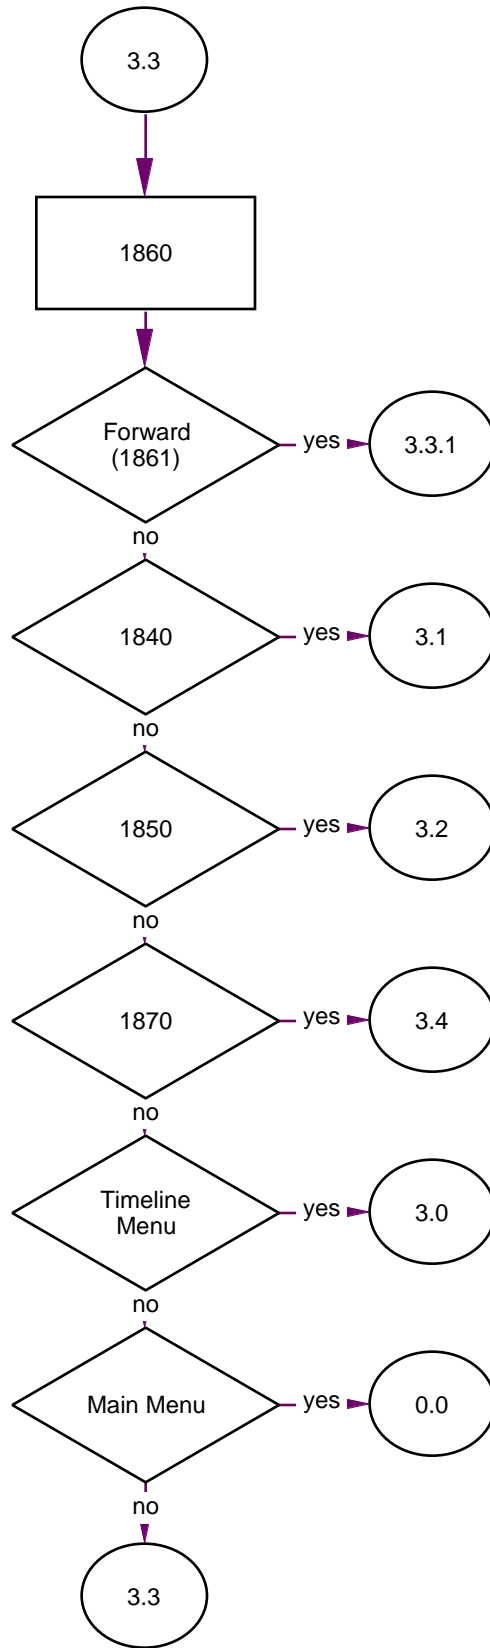 3.3
1860
Forward
(1861)
yes
3.3.1
no
1840
yes
3.1
no
1850
yes
3.2
no
1870
yes
3.4
no
Timeline
Menu
yes
3.0
no
Main Menu
yes
0.0
no
3.3